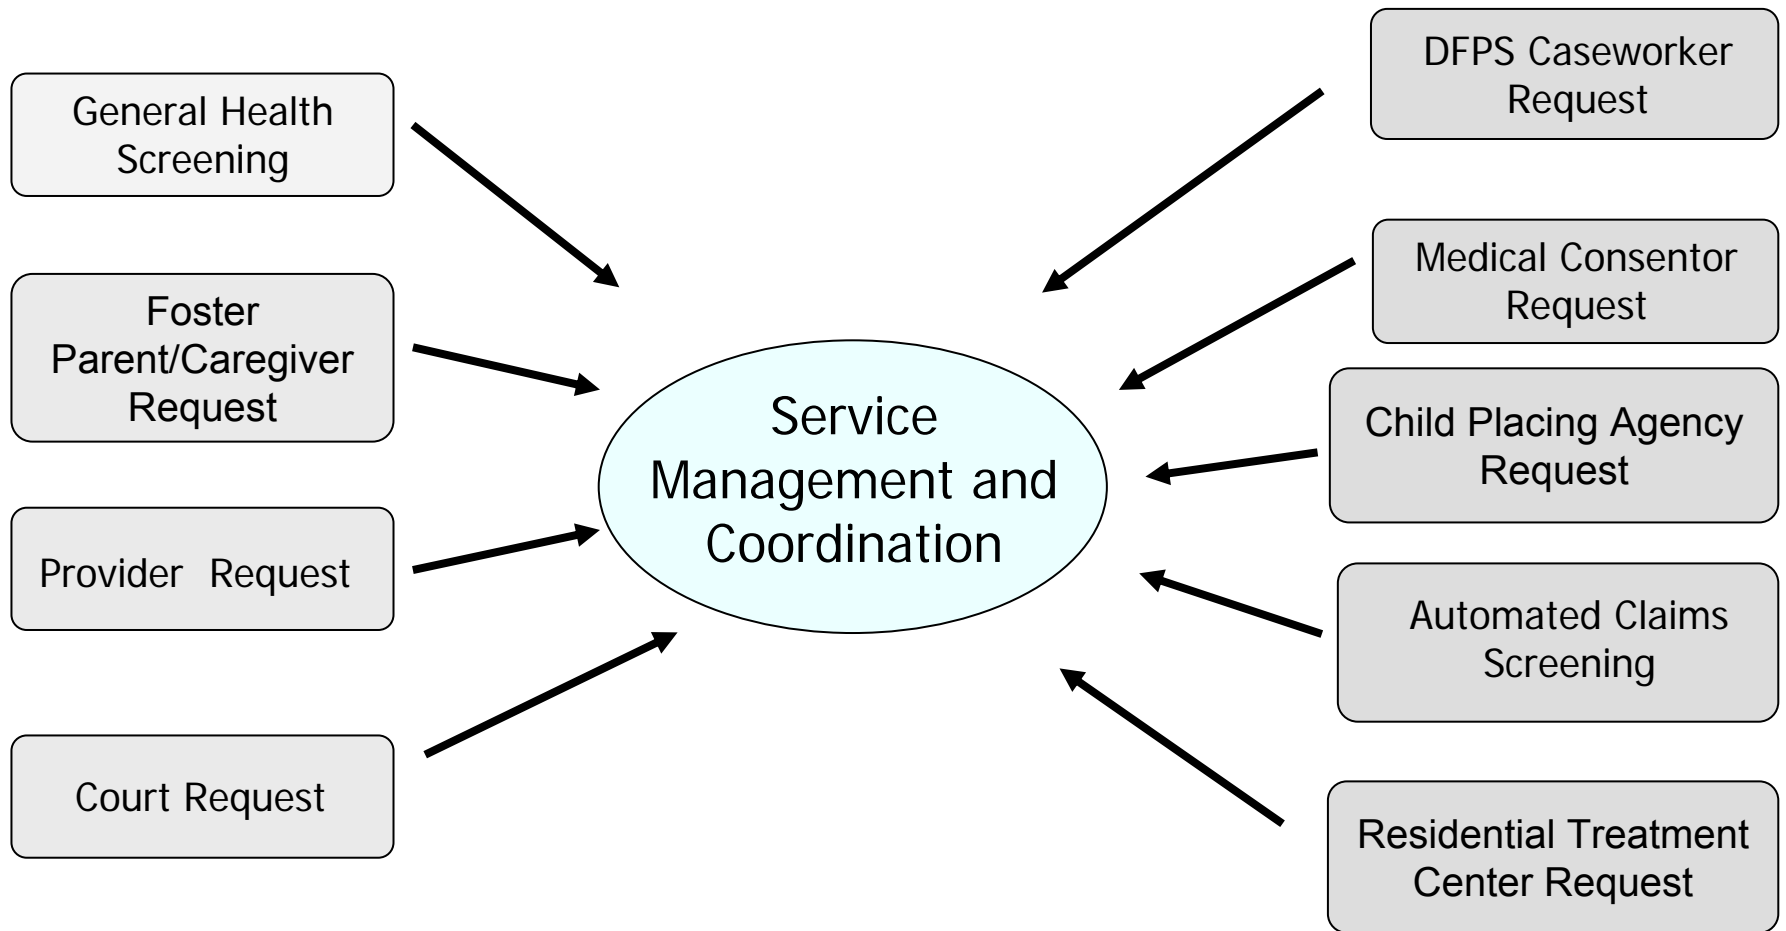 General Health
Screening
Foster
Parent/Caregiver
Request
Provider Request
Court Request
Service
Management and
Coordination
DFPS Caseworker
Request
Medical Consentor
Request
Child Placing Agency
Request
Automated Claims
Screening
Residential Treatment
Center Request